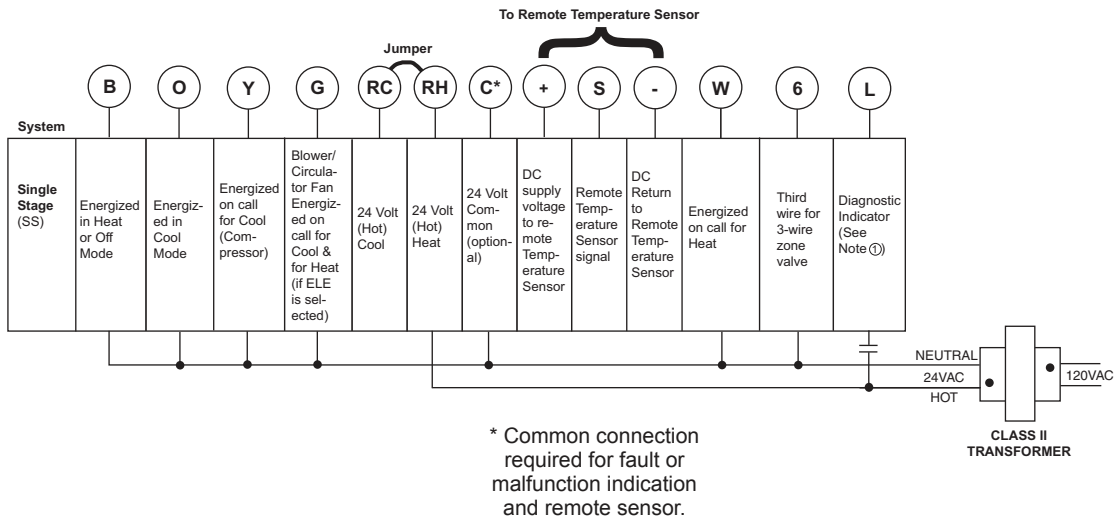 To Remote Temperature Sensor
Jumper
B O Y G RC RH C* + S - W 6 L
System
Single
Stage
(SS)
Energized
in Heat
or Off
Mode
Energiz-
ed in
Cool
Mode
Energized
on call
for Cool
(Com-
pressor)
Blower/
Circula-
tor Fan
Energiz-
ed on
call for
Cool &
for Heat
(if ELE
is sel-
ected)
24 Volt
(Hot)
Cool
24 Volt
(Hot)
Heat
24 Volt
Com-
mon
(option-
al)
DC
supply
voltage
to re-
mote
Temp-
erature
Sensor
Remote
Temp-
erature
Sensor
signal
DC
Return
to
Remote
Temp-
erature
Sensor
Energized
on call for
Heat
Third
wire for
3-wire
zone
valve
Diagnostic
Indicator
(See
Note ①)
NEUTRAL
24VAC
HOT
120VAC
CLASS II
TRANSFORMER
* Common connection
required for fault or
malfunction indication
and remote sensor.